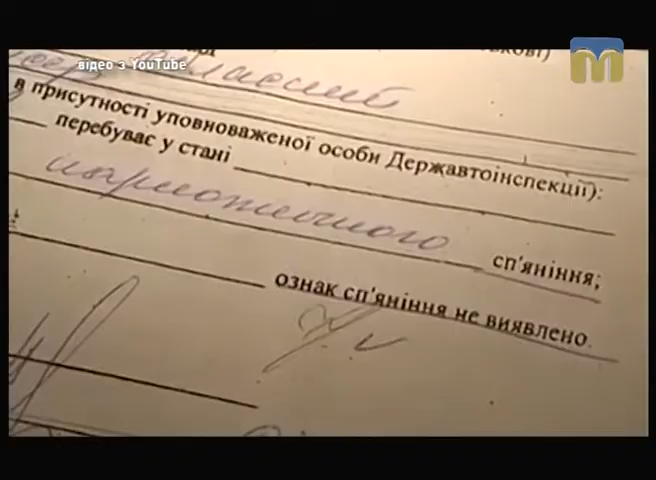 відео з YouTube
в присутності уповноваженої особи Державтоінспекції):
перебуває у стані
наркотичного сп'яніння;
ознак сп'яніння не виявлено.